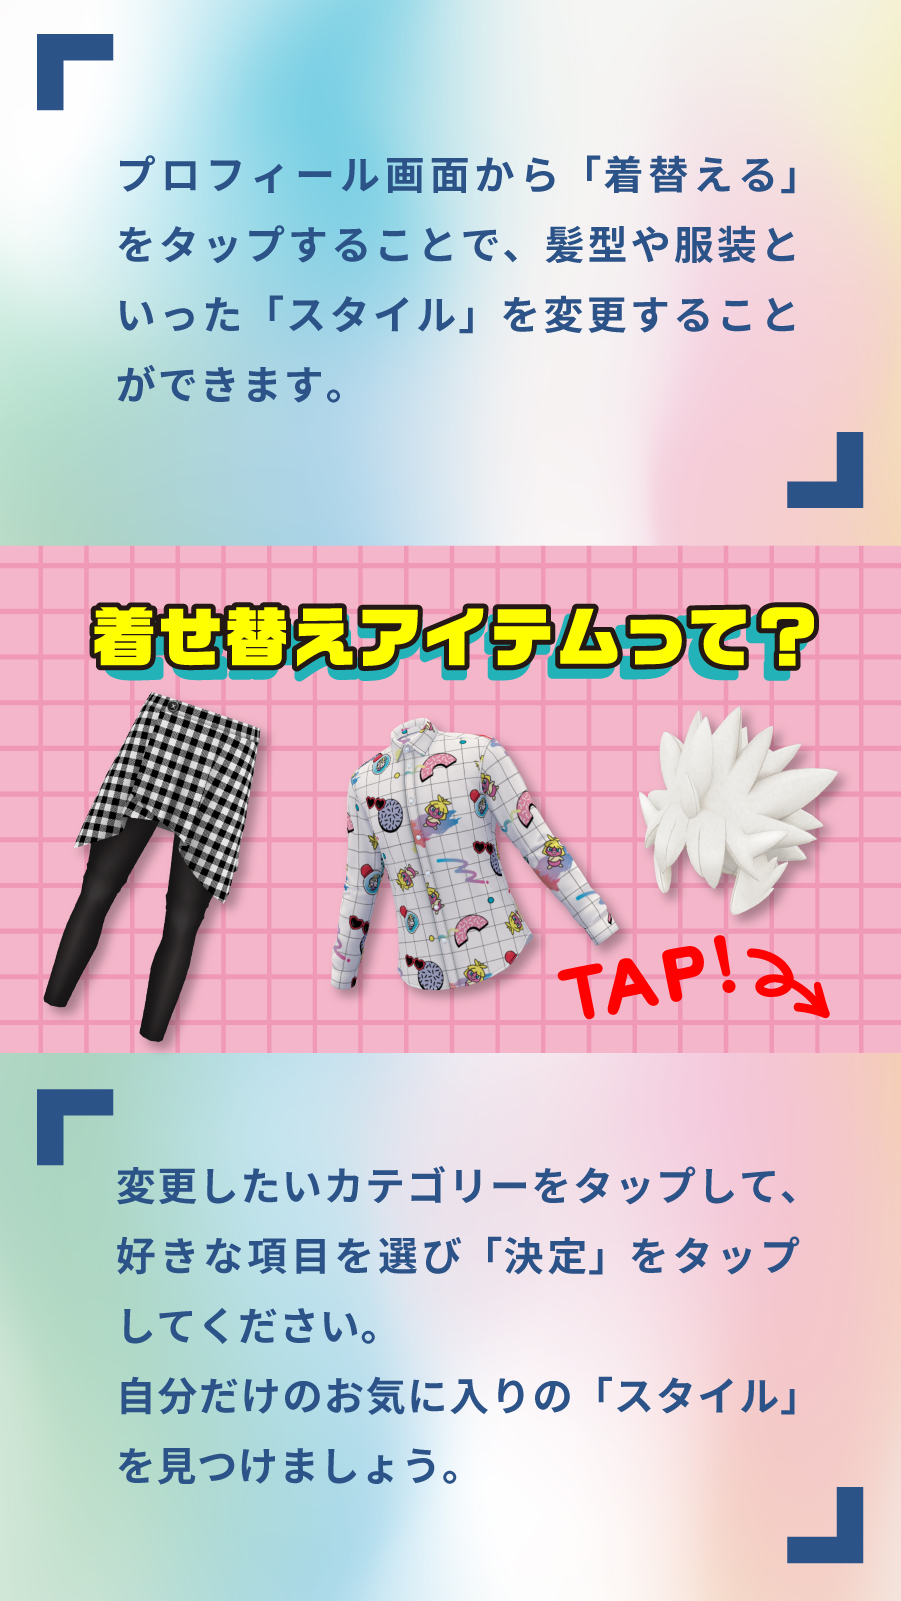 プロフィール画面から「着替える」
をタップすることで、髪型や服装と
いった「スタイル」を変更すること
ができます。
着せ替えアイテムって?
TAP!
変更したいカテゴリーをタップして、
好きな項目を選び「決定」をタップ
してください。
自分だけのお気に入りの「スタイル」
を見つけましょう。